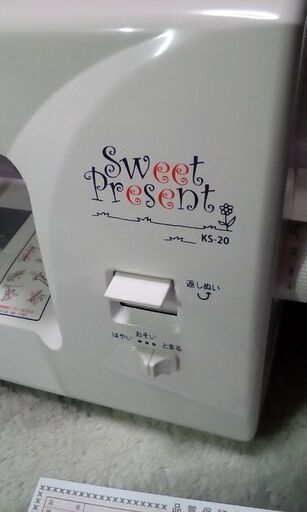 Sweet
Present
KS-20
返しぬい
はやい おそい とまる
品質保